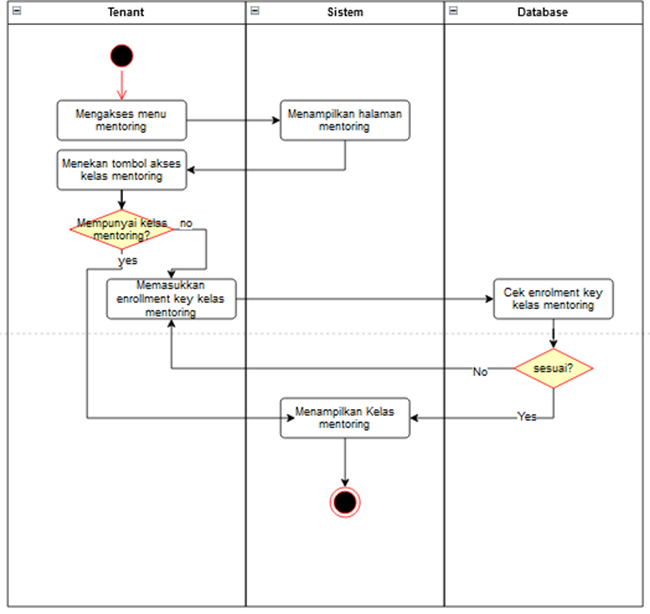 Tenant
Sistem
Database
Mengakses menu
mentoring
Menampilkan halaman
mentoring
Menekan tombol akses
kelas mentoring
Mempunyai kelas
mentoring?
no
yes
Memasukkan
enrollment key kelas
mentoring
Cek enrolment key
kelas mentoring
sesuai?
No
Yes
Menampilkan Kelas
mentoring